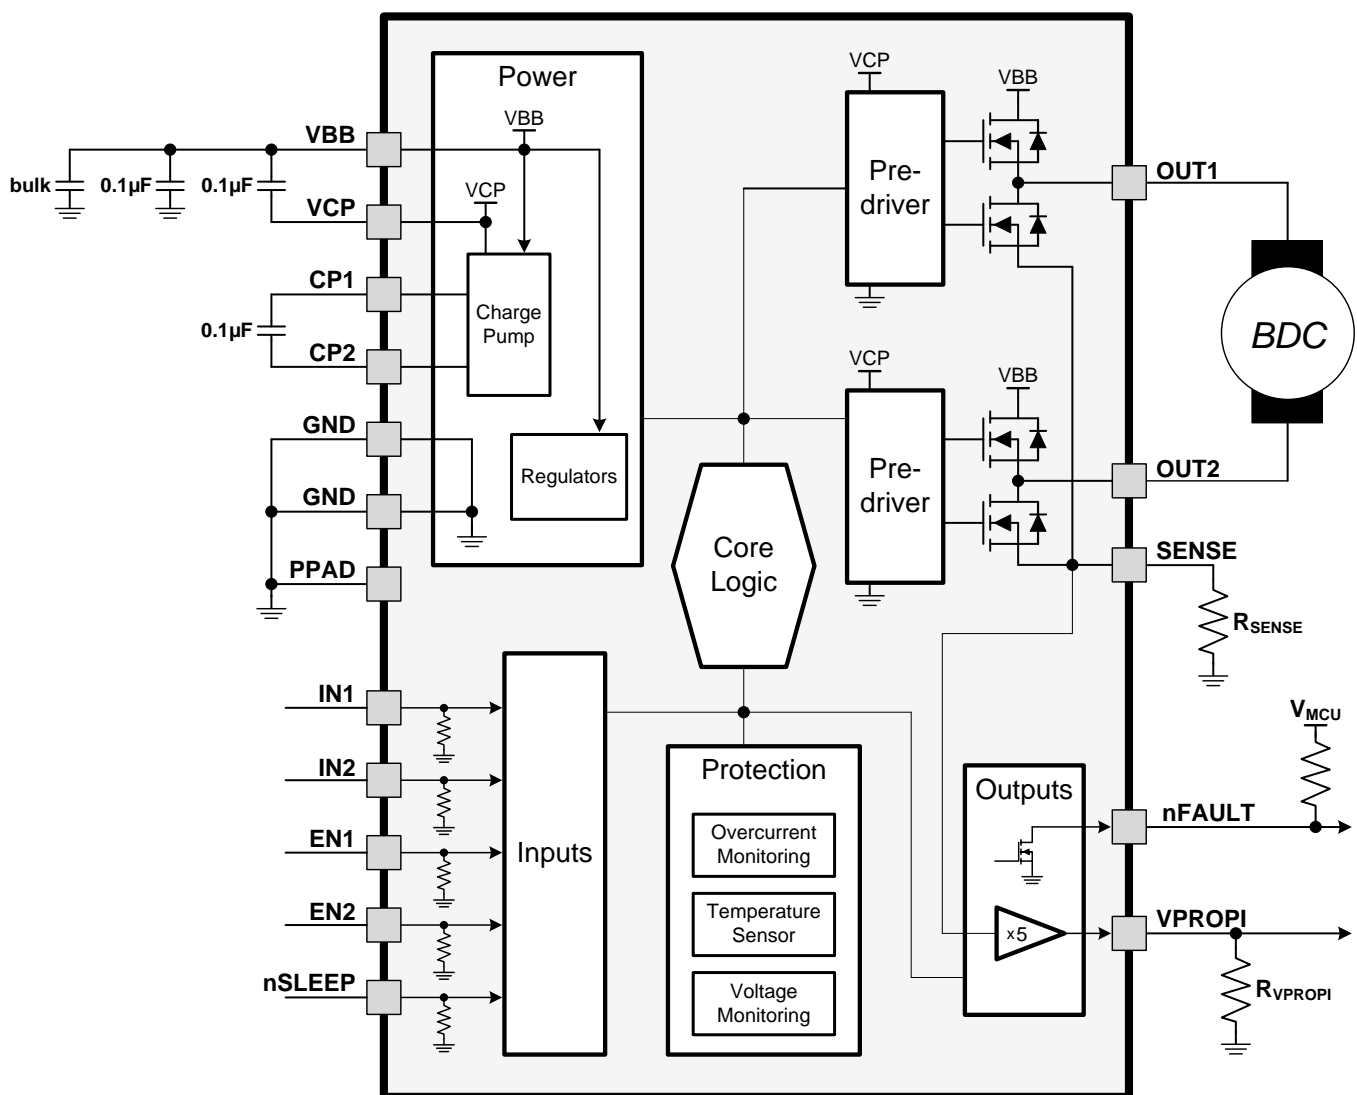 Power
VBB
VCP
Charge
Pump
Regulators
VBB
bulk
0.1µF
0.1µF
VCP
CP1
0.1µF
CP2
GND
GND
PPAD
IN1
IN2
EN1
EN2
nSLEEP
Inputs
Core
Logic
Protection
Overcurrent
Monitoring
Temperature
Sensor
Voltage
Monitoring
VCP
Pre-
driver
VBB
VCP
Pre-
driver
VBB
OUT1
BDC
OUT2
SENSE
RSENSE
VMCU
Outputs
nFAULT
x5
VPROPI
RVPROPI